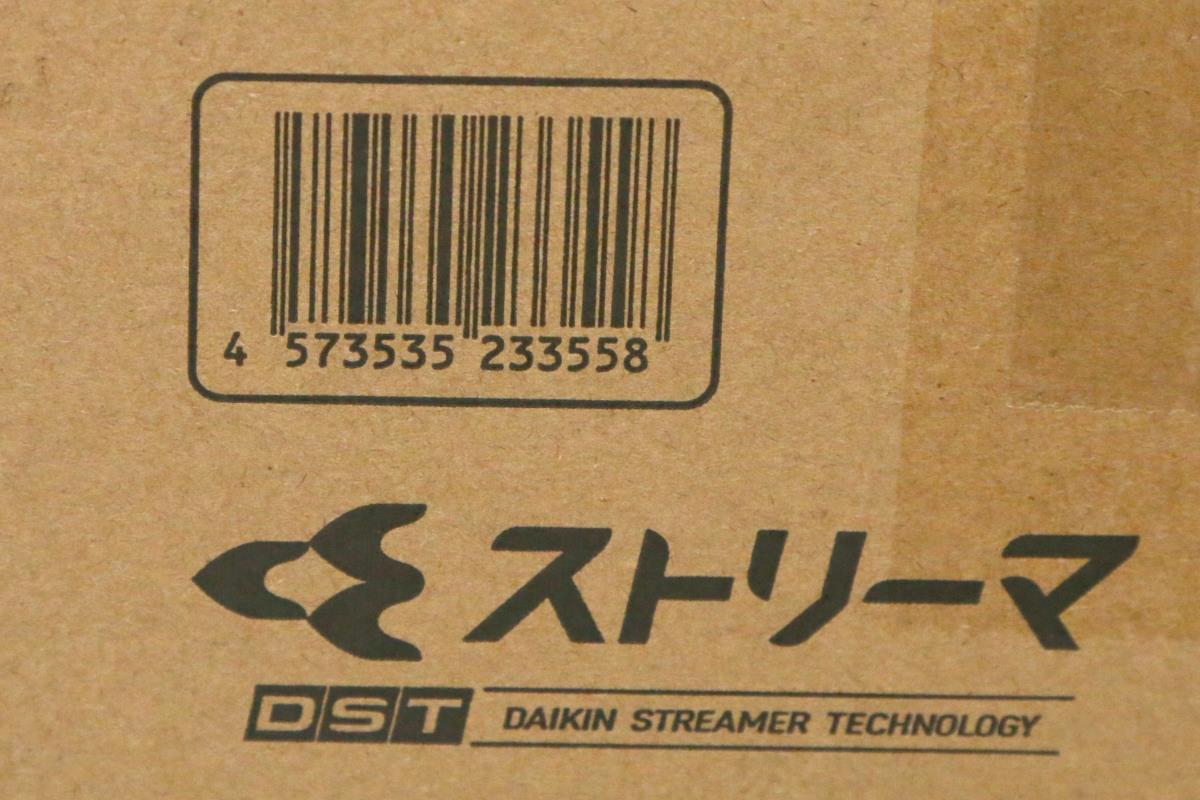 4 573535 233558
ストリーマ
DST DAIKIN STREAMER TECHNOLOGY